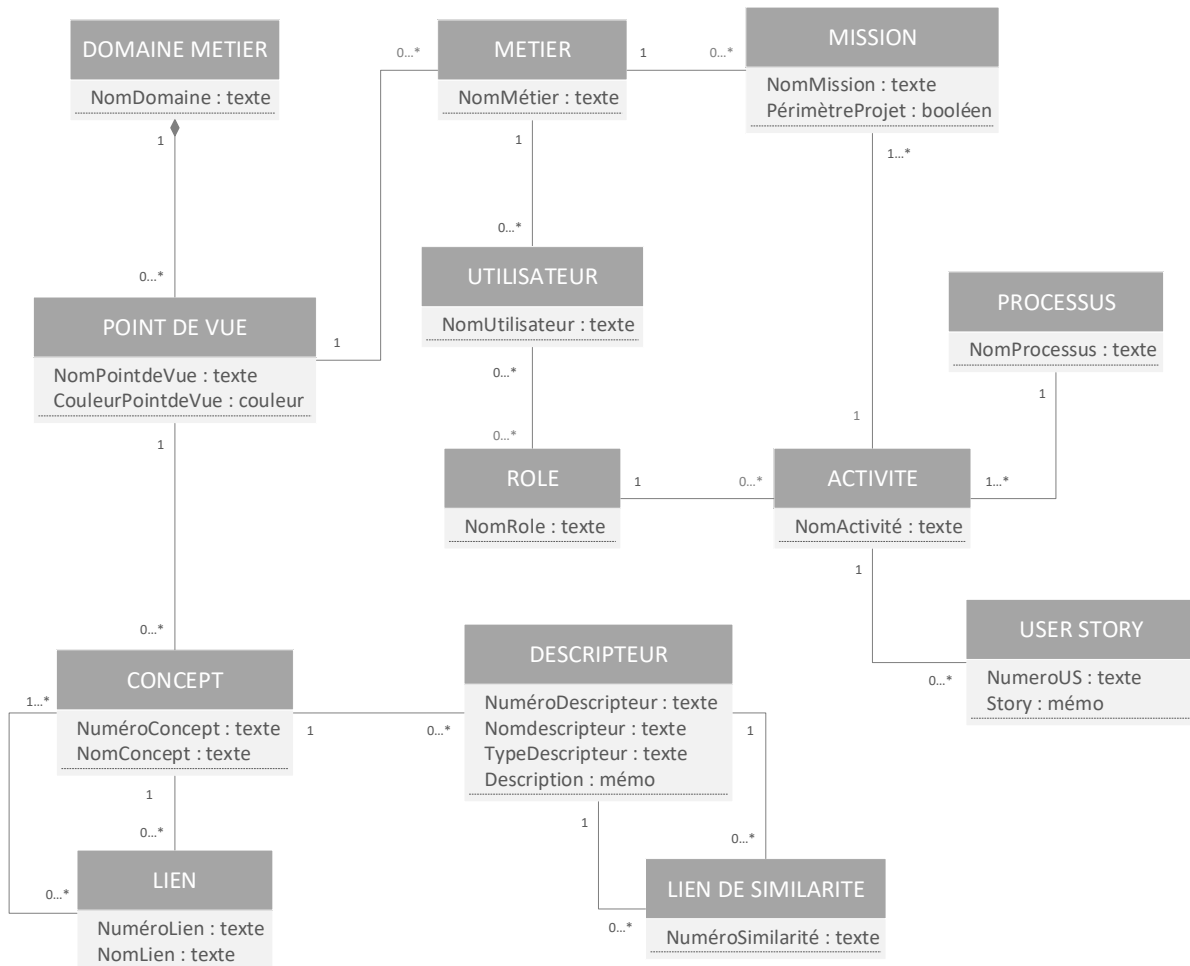 DOMAINE METIER
NomDomaine : texte
METIER
NomMétier : texte
MISSION
NomMission : texte
PérimètreProjet : booléen
0...*
1
0...*
1
1
1...*
0...*
0...*
UTILISATEUR
NomUtilisateur : texte
PROCESSUS
NomProcessus : texte
POINT DE VUE
NomPointdeVue : texte
CouleurPointdeVue : couleur
1
0...*
1
1
0...*
1
ROLE
NomRole : texte
1
0...*
ACTIVITE
NomActivité : texte
1...*
1
USER STORY
NumeroUS : texte
Story : mémo
0...*
0...*
CONCEPT
NuméroConcept : texte
NomConcept : texte
1...*
1
0...*
DESCRIPTEUR
NuméroDescripteur : texte
Nomdescripteur : texte
TypeDescripteur : texte
Description : mémo
1
1
0...*
1
0...*
0...*
LIEN
NuméroLien : texte
NomLien : texte
LIEN DE SIMILARITE
NuméroSimilarité : texte
0...*